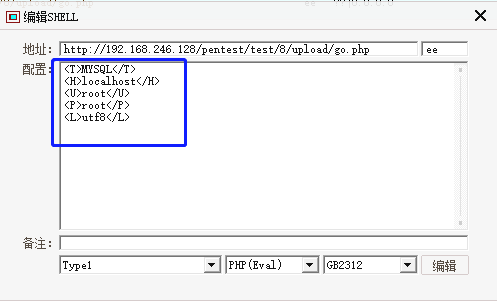 编辑SHELL
地址: http://192.168.246.128/pentest/test/8/upload/go.php ee
配置: <T>MYSQL</T>
<H>localhost</H>
<U>root</U>
<P>root</P>
<L>utf8</L>
备注:
Type1 PHP(Eval) GB2312 编辑